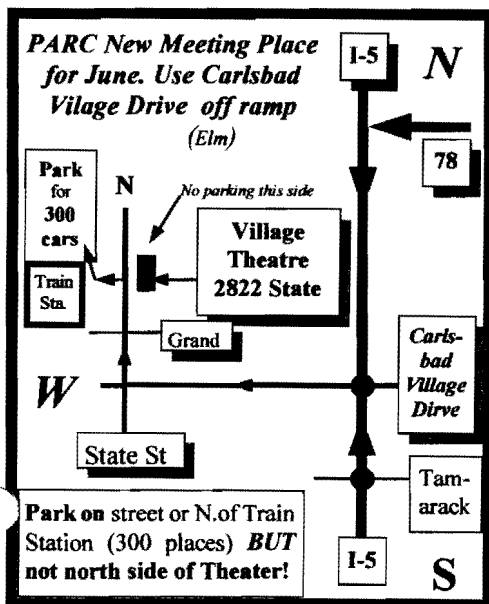 PARC New Meeting Place
for June. Use Carlsbad
Vilage Drive off ramp
(Elm)
I-5
N
78
Park
for
300
cars
N
No parking this side
Village
Theatre
2822 State
Train
Sta.
Grand
Carls-
bad
Village
Dirve
W
State St
Tam-
arack
Park on street or N.of Train
Station (300 places) BUT
not north side of Theater!
I-5
S